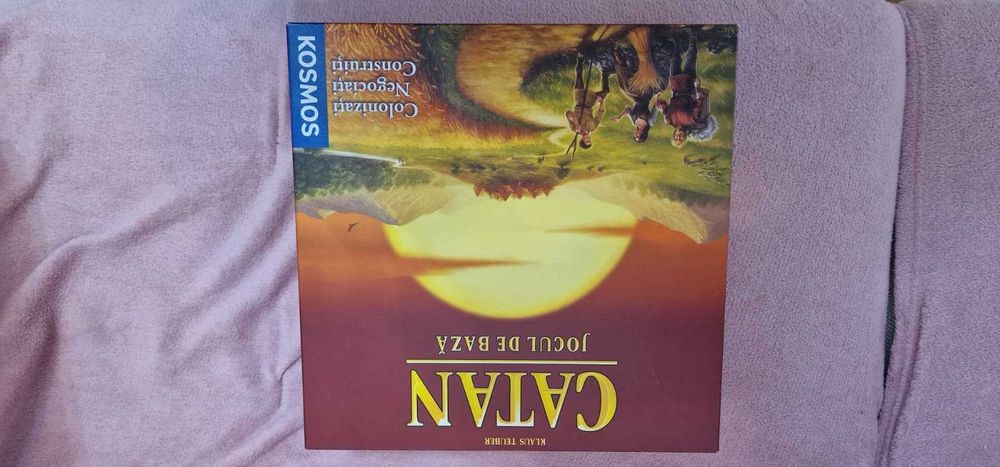 KLAUS TEUBER
CATAN
JOCUL DE BAZĂ
Colonizați
Negociați
Construiți
KOSMOS